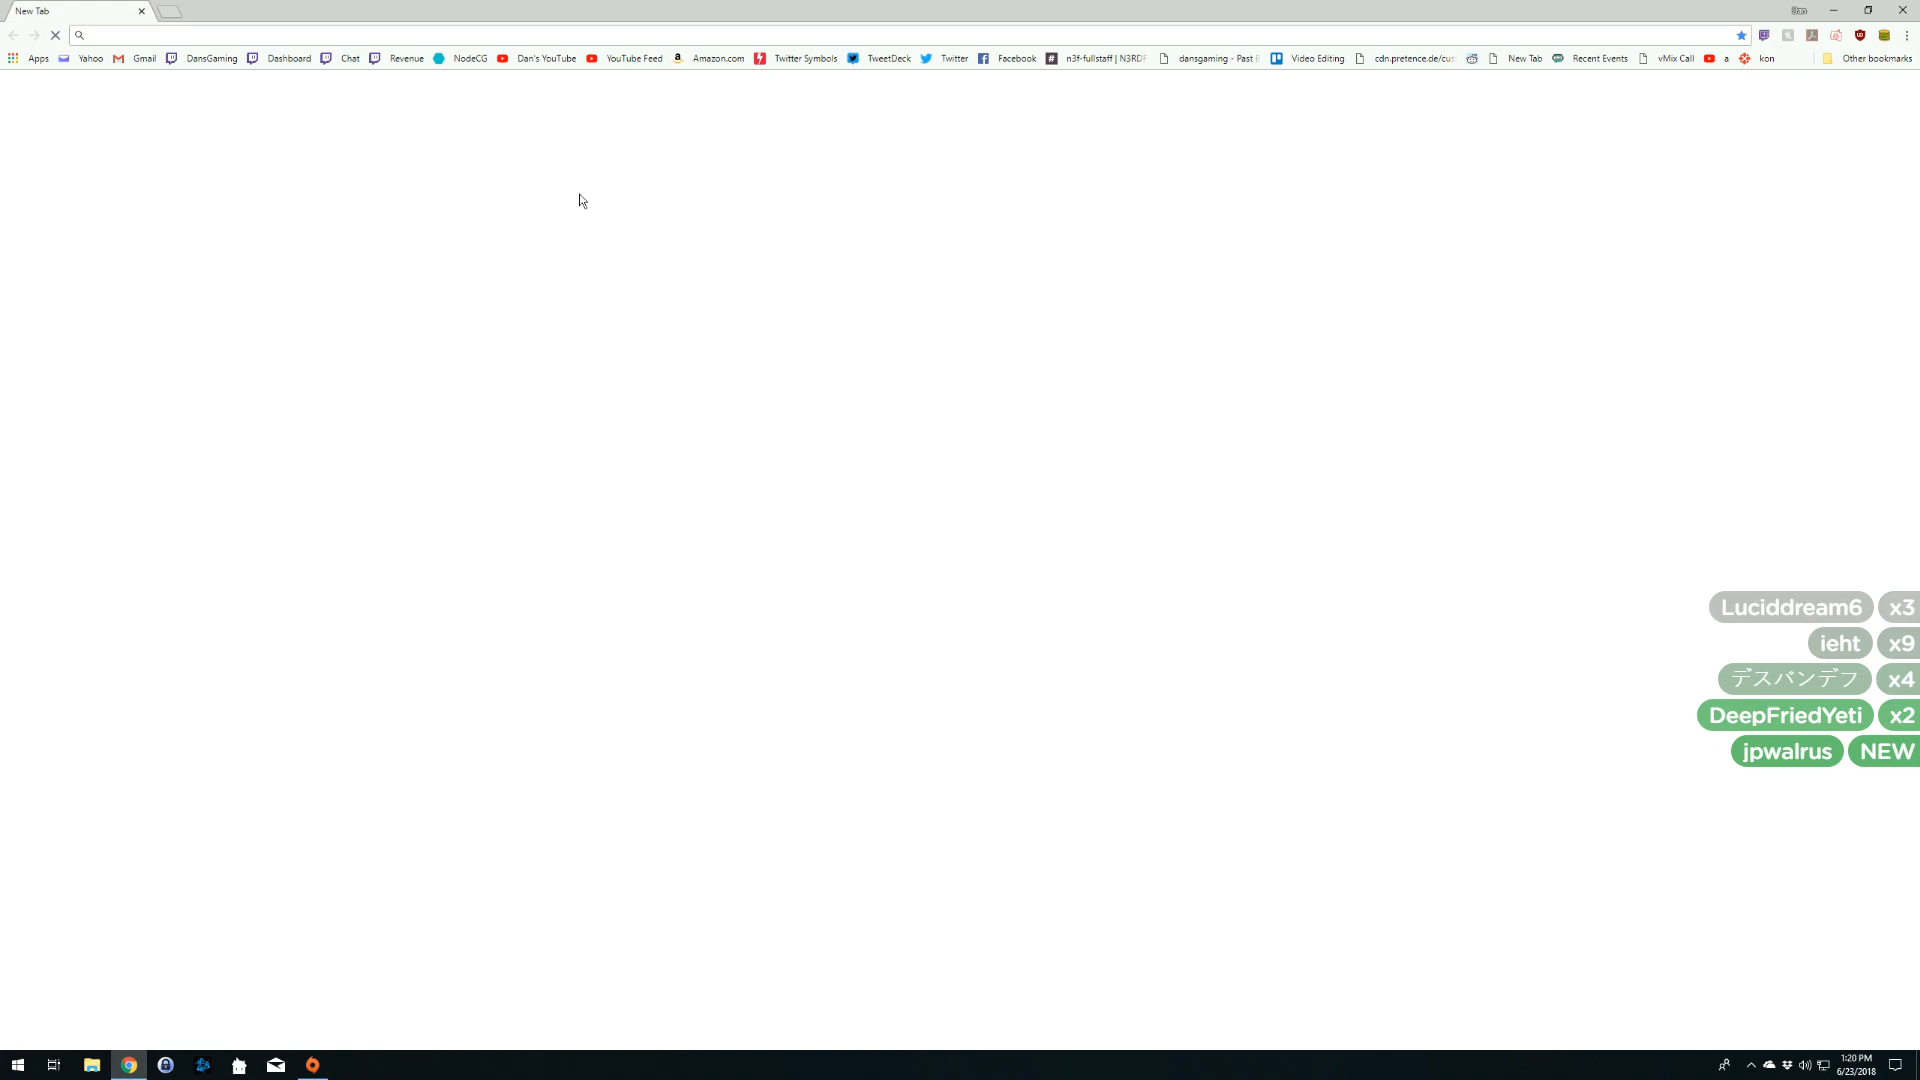 New Tab
Dan
Apps Yahoo Gmail DansGaming Dashboard Chat Revenue NodeCG Dan's YouTube YouTube Feed Amazon.com Twitter Symbols TweetDeck Twitter Facebook n3f-fullstaff | N3RDF dansgaming - Past Video Editing cdn.pretence.de/cus New Tab Recent Events vMix Call a kon Other bookmarks
Luciddream6 x3
ieht x9
デスバンデフ x4
DeepFriedYeti x2
jpwalrus NEW
1:20 PM
6/23/2018